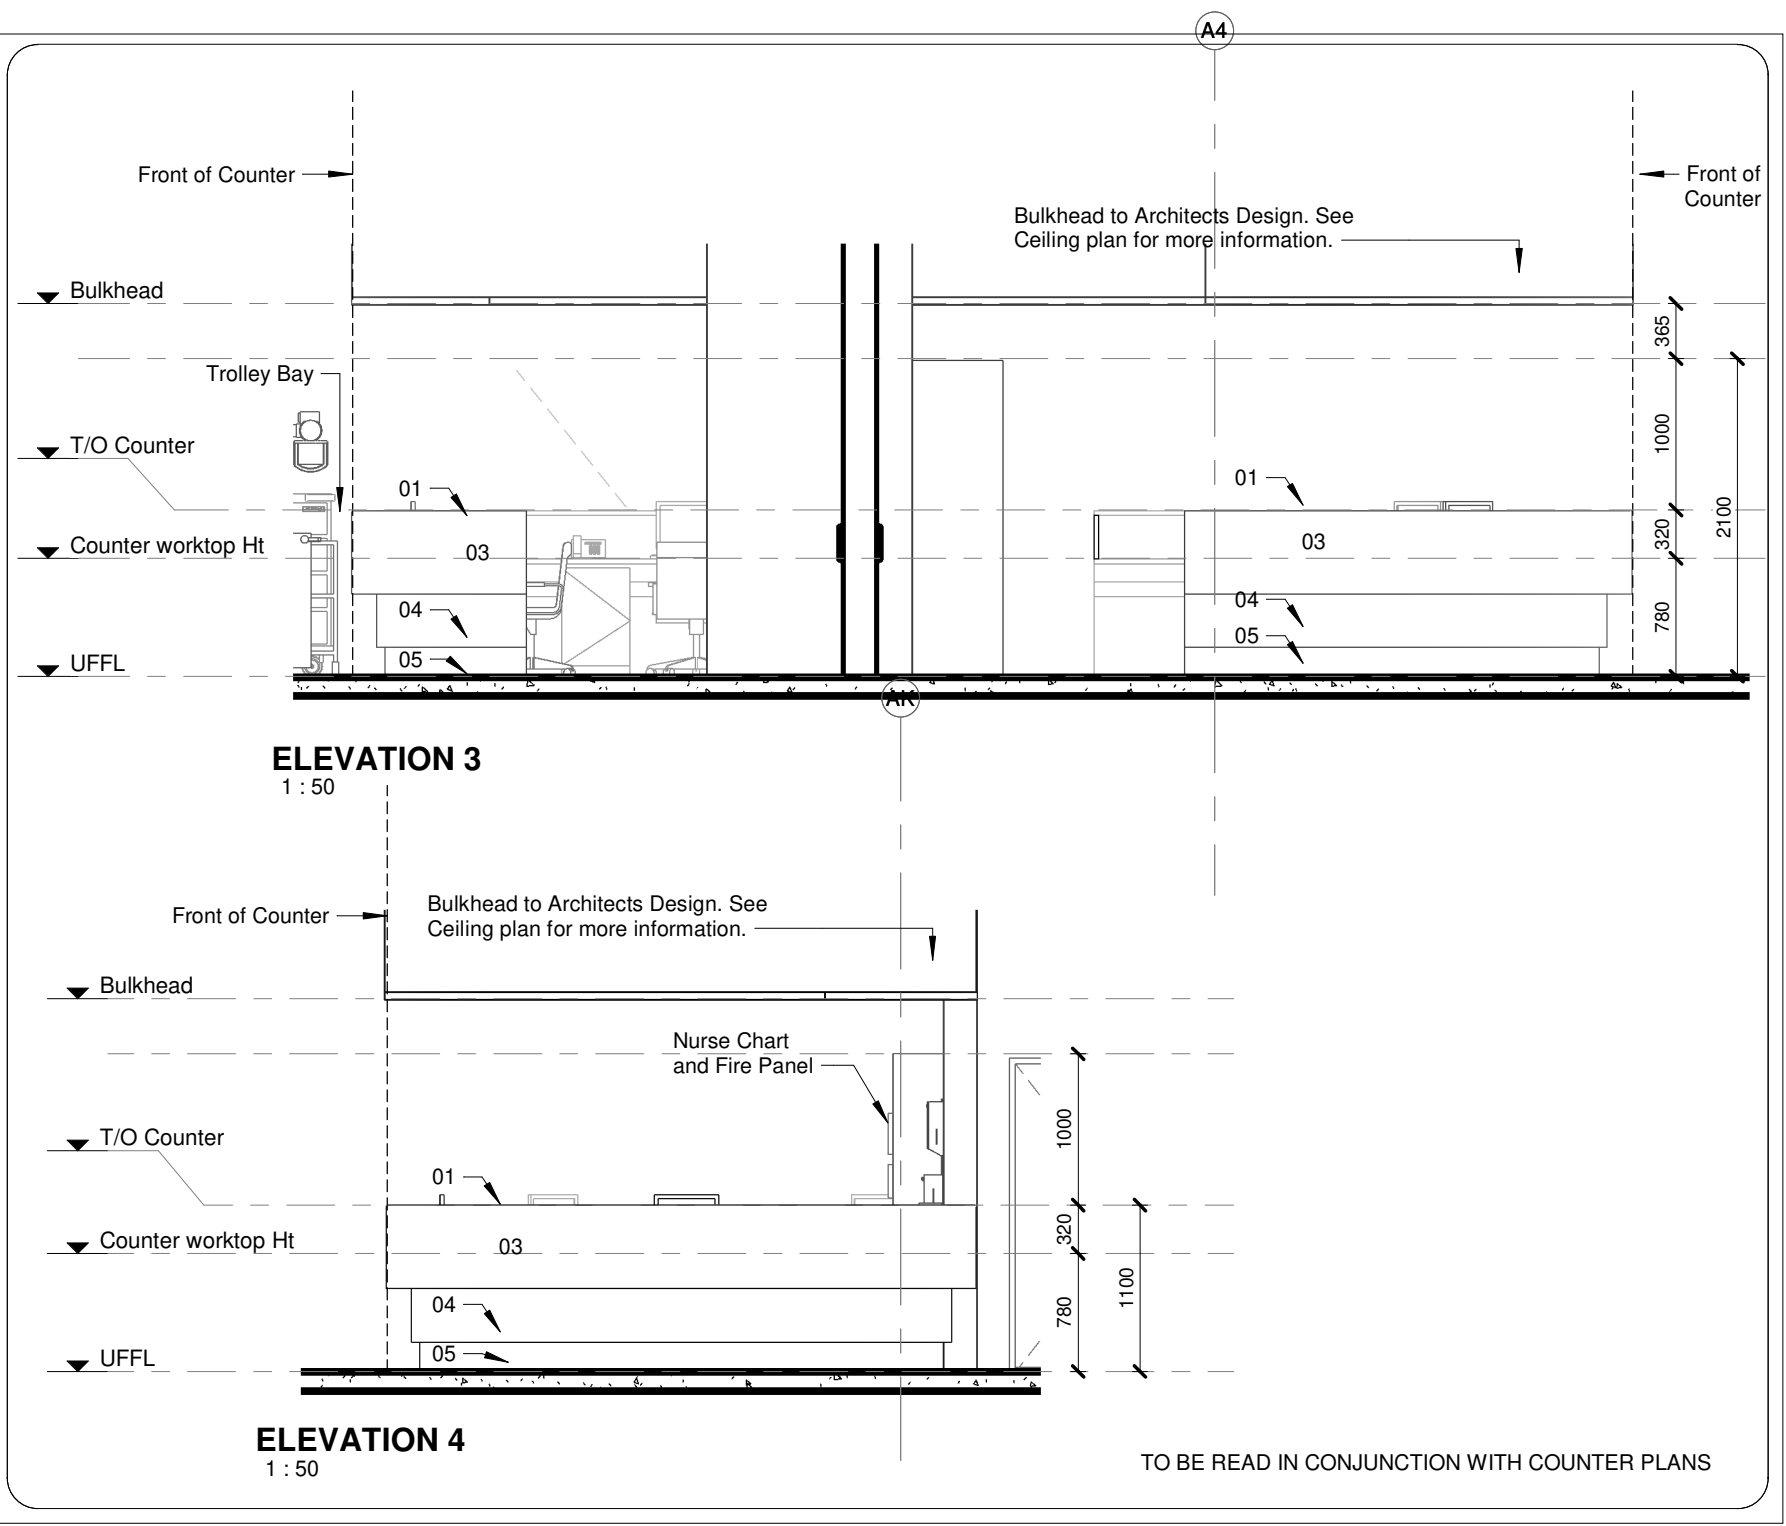 A4
Front of Counter
Front of
Counter
Bulkhead to Architects Design. See
Ceiling plan for more information.
Bulkhead
365
Trolley Bay
1000
2100
T/O Counter
01
01
Counter worktop Ht
03
03
320
04
04
780
05
05
UFFL
AK
ELEVATION 3
1 : 50
Front of Counter
Bulkhead to Architects Design. See
Ceiling plan for more information.
Bulkhead
Nurse Chart
and Fire Panel
1000
T/O Counter
01
320
Counter worktop Ht
03
1100
04
780
05
UFFL
ELEVATION 4
1 : 50
TO BE READ IN CONJUNCTION WITH COUNTER PLANS